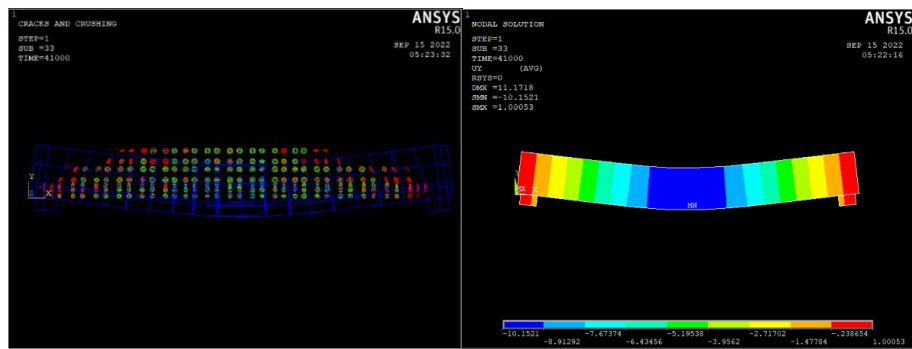 1
CRACKS AND CRUSHING
STEP=1
SUB =33
TIME=41000
ANSYS
R15.0
SEP 15 2022
05:23:32
Y
Z
X
1
NODAL SOLUTION
STEP=1
SUB =33
TIME=41000
UY (AVG)
RSYS=0
DMX =11.1718
SMN =-10.1521
SMX =1.00053
ANSYS
R15.0
SEP 15 2022
05:22:16
Y
MX X
MN
-10.1521 -7.67374 -5.19538 -2.71702 -.238654
-8.91292 -6.43456 -3.9562 -1.47784 1.00053